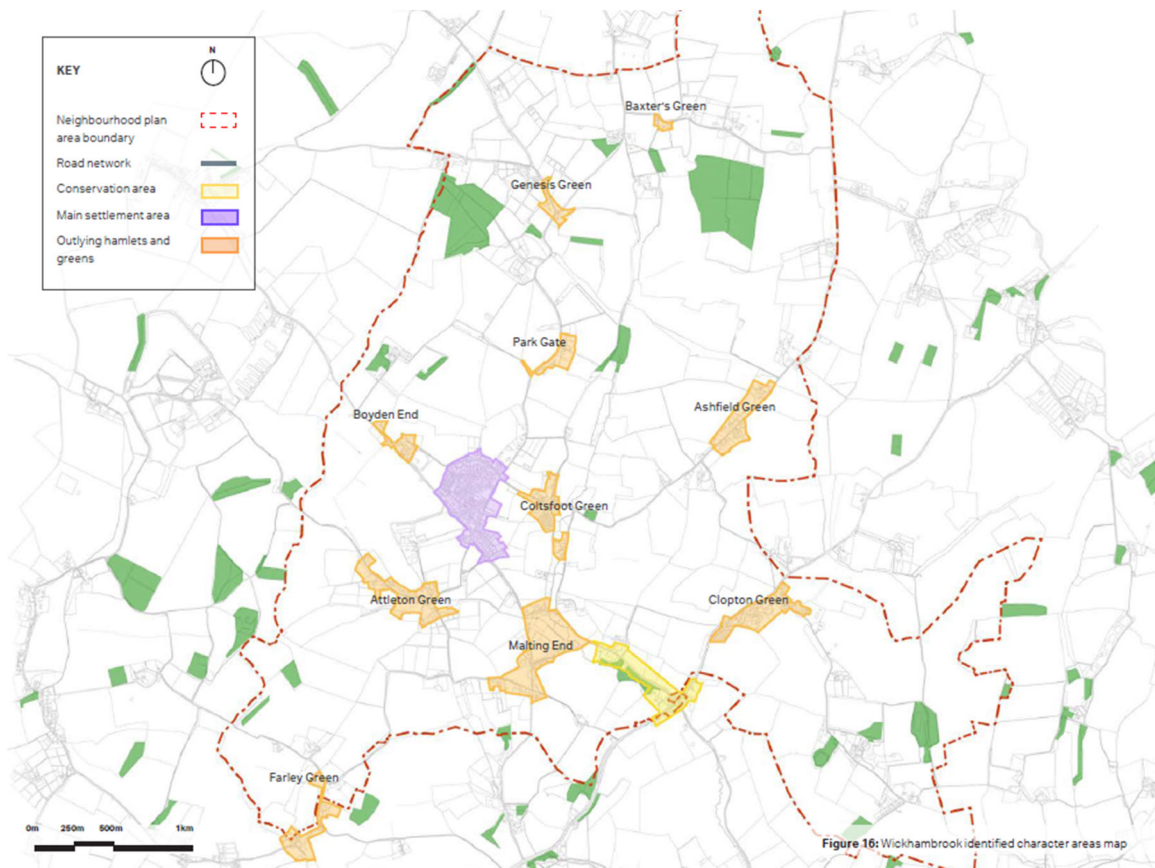 N
KEY
Neighbourhood plan
area boundary
Road network
Conservation area
Main settlement area
Outlying hamlets and
greens
Baxter's Green
Genesis Green
Park Gate
Ashfield Green
Boyden End
Coltsfoot Green
Attleton Green
Clopton Green
Malting End
Farley Green
0m 250m 500m 1km
Figure 16: Wickhambrook identified character areas map